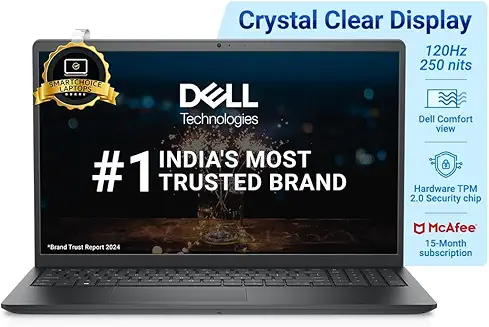 SMARTCHOICE
LAPTOPS
DELL
Technologies
#1 INDIA'S MOST
TRUSTED BRAND
*Brand Trust Report 2024
Crystal Clear Display
120Hz
250 nits
Dell Comfort
view
Hardware TPM
2.0 Security chip
McAfee
15-Month
subscription